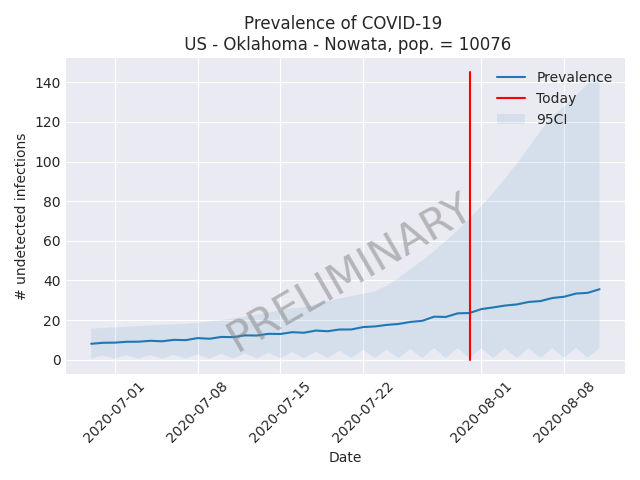 Prevalence of COVID-19
US - Oklahoma - Nowata, pop. = 10076
# undetected infections
140
120
100
80
60
40
20
0
Prevalence
Today
95CI
PRELIMINARY
2020-07-01
2020-07-08
2020-07-15
2020-07-22
2020-08-01
2020-08-08
Date